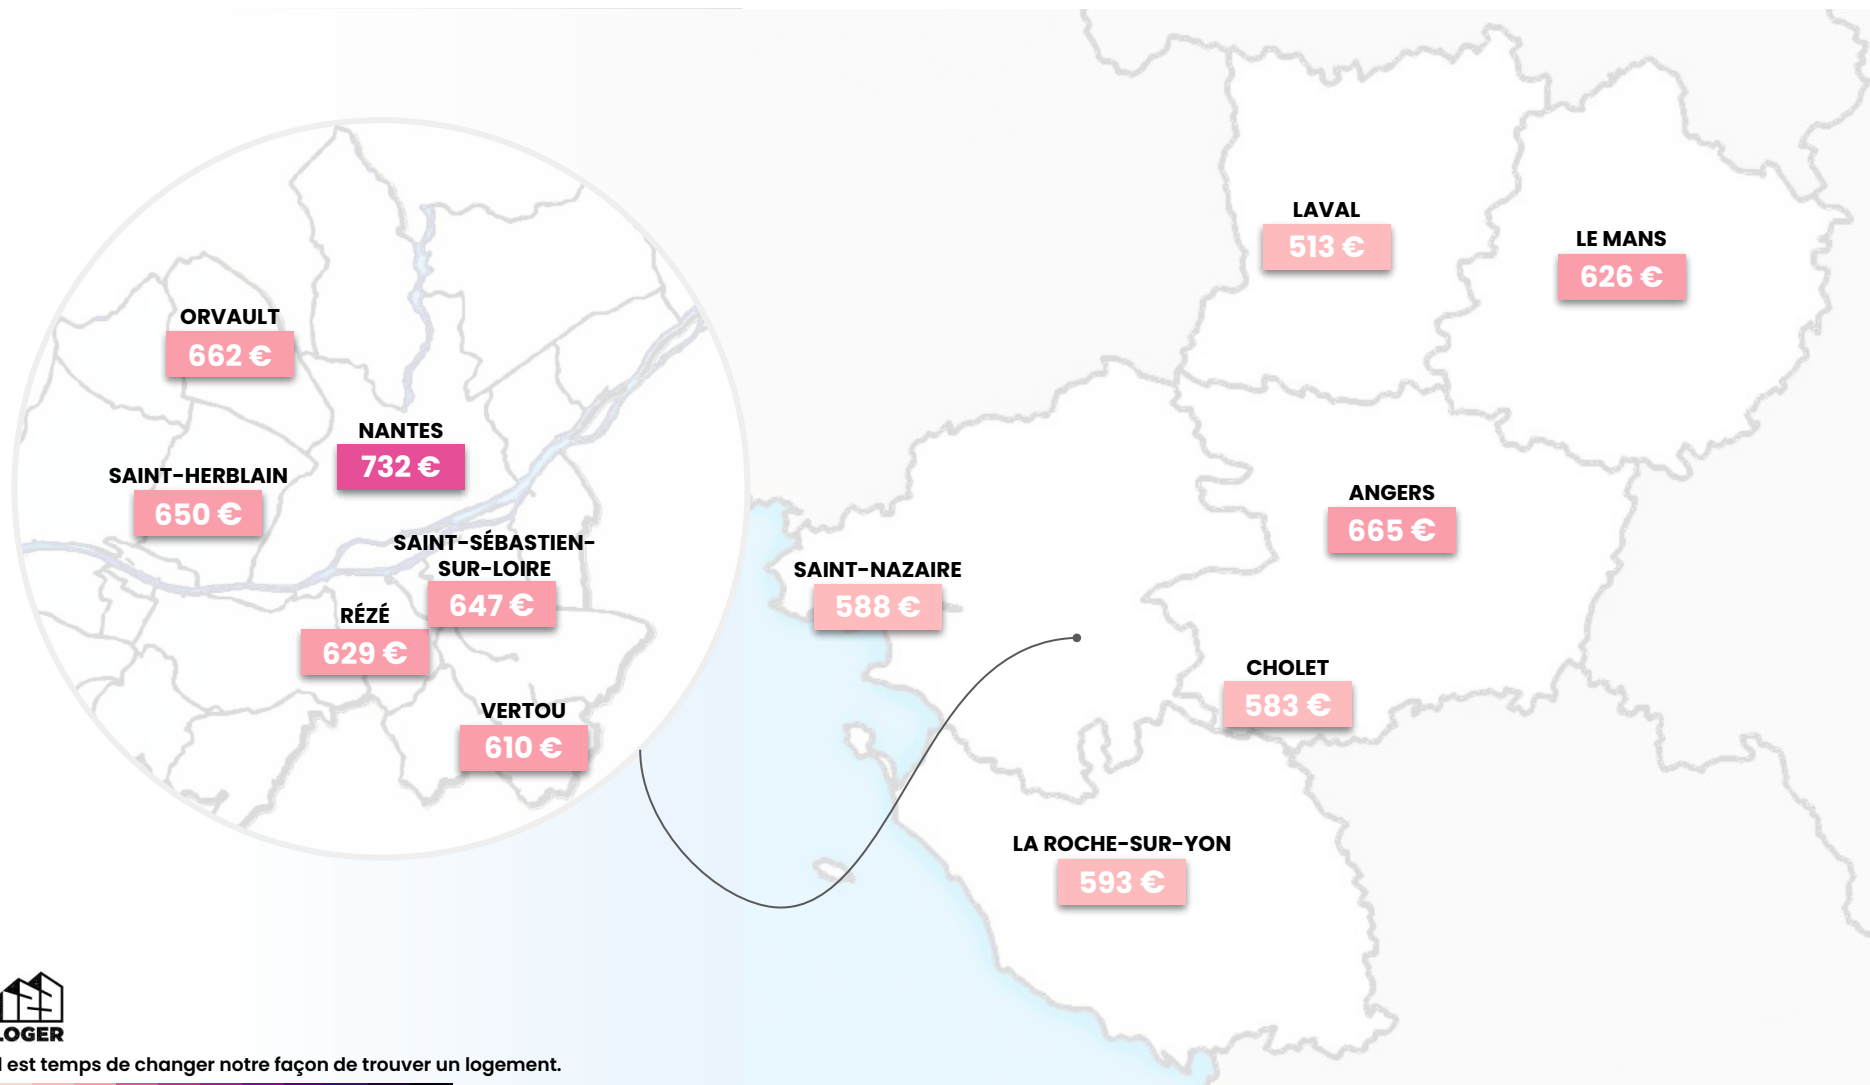 LAVAL
513 €
LE MANS
626 €
ORVAULT
662 €
NANTES
732 €
SAINT-HERBLAIN
650 €
ANGERS
665 €
SAINT-SÉBASTIEN-
SUR-LOIRE
647 €
SAINT-NAZAIRE
588 €
RÉZÉ
629 €
CHOLET
583 €
VERTOU
610 €
LA ROCHE-SUR-YON
593 €
LOGER
l est temps de changer notre façon de trouver un logement.